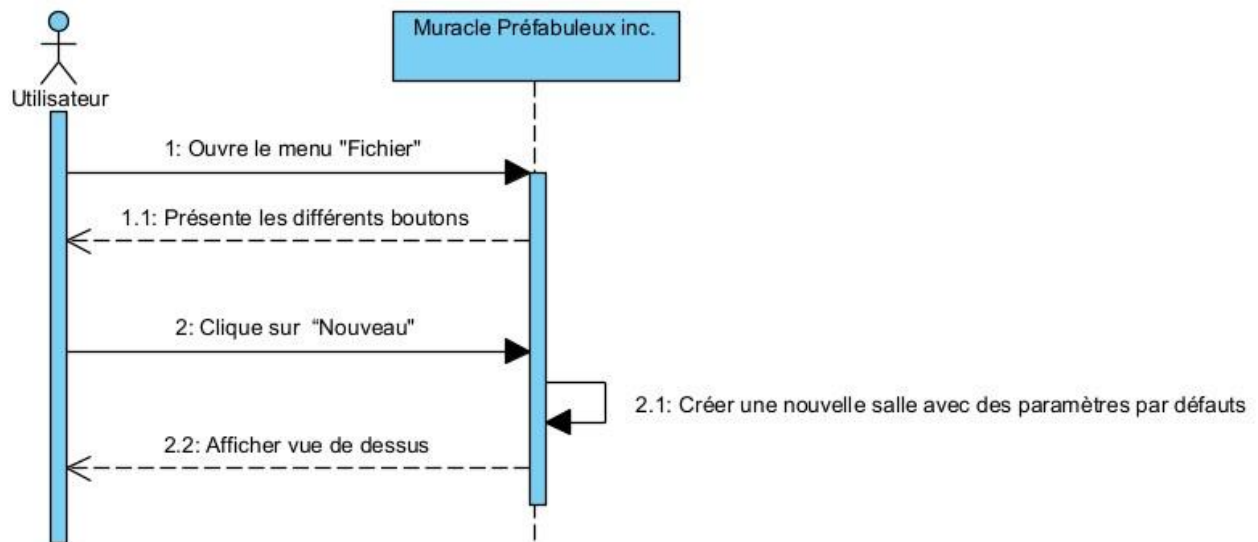 Muracle Préfabuleux inc.
Utilisateur
1: Ouvre le menu "Fichier"
1.1: Présente les différents boutons
2: Clique sur “Nouveau"
2.1: Créer une nouvelle salle avec des paramètres par défauts
2.2: Afficher vue de dessus